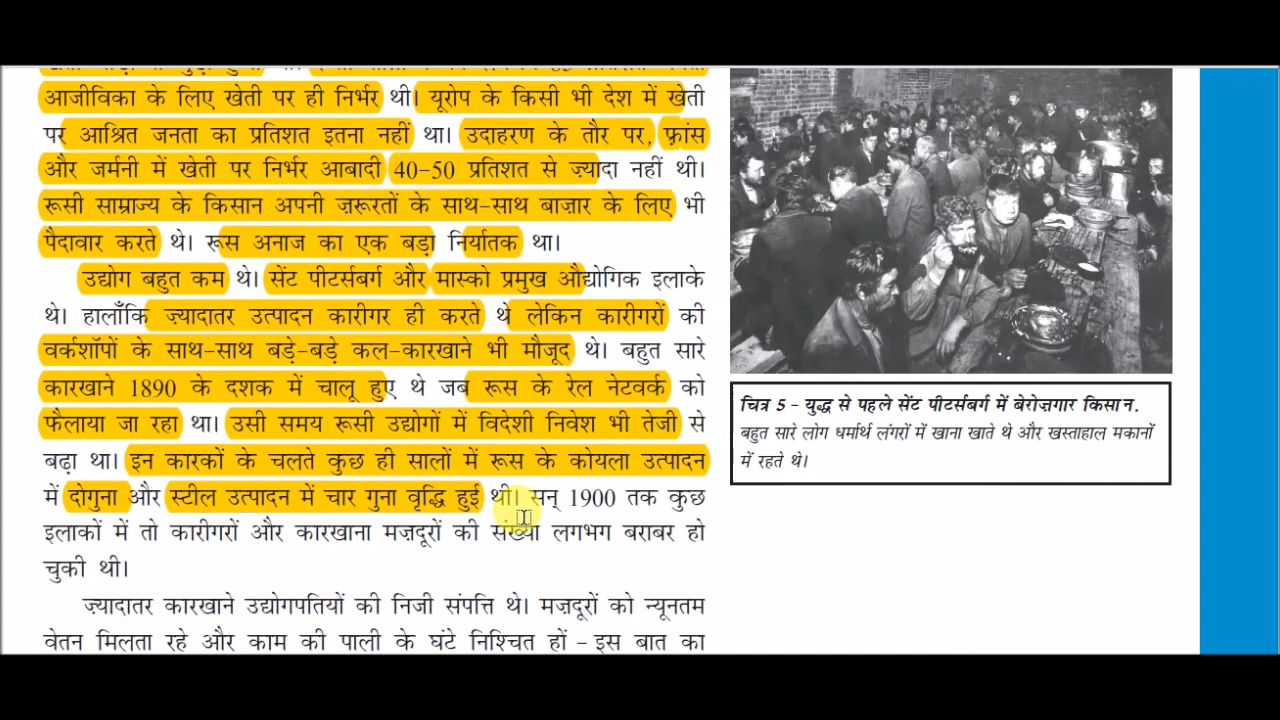 आजीविका के लिए खेती पर ही निर्भर थी। यूरोप के किसी भी देश में खेती
पर आश्रित जनता का प्रतिशत इतना नहीं था। उदाहरण के तौर पर, फ़्रांस
और जर्मनी में खेती पर निर्भर आबादी 40-50 प्रतिशत से ज़्यादा नहीं थी।
रूसी साम्राज्य के किसान अपनी ज़रूरतों के साथ-साथ बाज़ार के लिए भी
पैदावार करते थे। रूस अनाज का एक बड़ा निर्यातक था।
उद्योग बहुत कम थे। सेंट पीटर्सबर्ग और मास्को प्रमुख औद्योगिक इलाके
थे। हालाँकि ज़्यादातर उत्पादन कारीगर ही करते थे लेकिन कारीगरों की
वर्कशॉपों के साथ-साथ बड़े-बड़े कल-कारखाने भी मौजूद थे। बहुत सारे
कारखाने 1890 के दशक में चालू हुए थे जब रूस के रेल नेटवर्क को
फैलाया जा रहा था। उसी समय रूसी उद्योगों में विदेशी निवेश भी तेजी से
बढ़ा था। इन कारकों के चलते कुछ ही सालों में रूस के कोयला उत्पादन
में दोगुना और स्टील उत्पादन में चार गुना वृद्धि हुई थी। सन् 1900 तक कुछ
इलाकों में तो कारीगरों और कारखाना मज़दूरों की संख्या लगभग बराबर हो
चुकी थी।
ज़्यादातर कारखाने उद्योगपतियों की निजी संपत्ति थे। मज़दूरों को न्यूनतम
वेतन मिलता रहे और काम की पाली के घंटे निश्चित हों – इस बात का
चित्र 5 – युद्ध से पहले सेंट पीटर्सबर्ग में बेरोज़गार किसान.
बहुत सारे लोग धर्मार्थ लंगरों में खाना खाते थे और खस्ताहाल मकानों
में रहते थे।